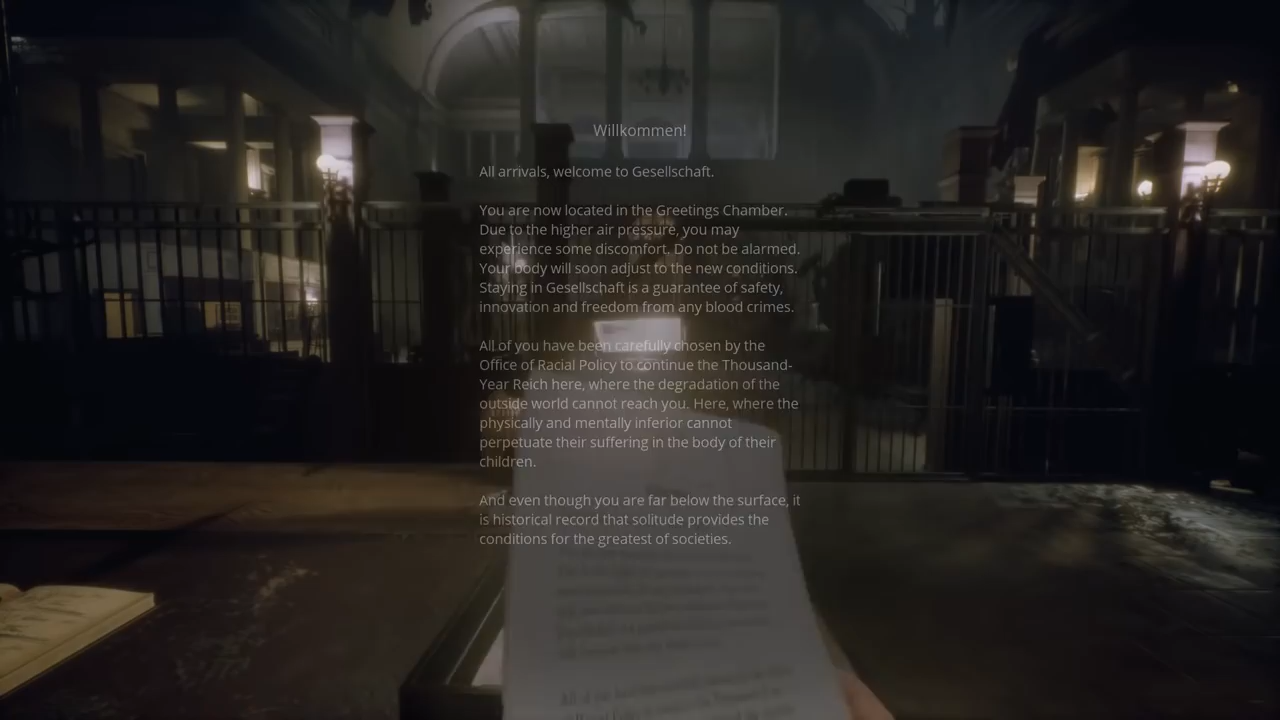 Willkommen!
All arrivals, welcome to Gesellschaft.
You are now located in the Greetings Chamber.
Due to the higher air pressure, you may
experience some discomfort. Do not be alarmed.
Your body will soon adjust to the new conditions.
Staying in Gesellschaft is a guarantee of safety,
innovation and freedom from any blood crimes.
All of you have been carefully chosen by the
Office of Racial Policy to continue the Thousand-
Year Reich here, where the degradation of the
outside world cannot reach you. Here, where the
physically and mentally inferior cannot
perpetuate their suffering in the body of their
children.
And even though you are far below the surface, it
is historical record that solitude provides the
conditions for the greatest of societies.